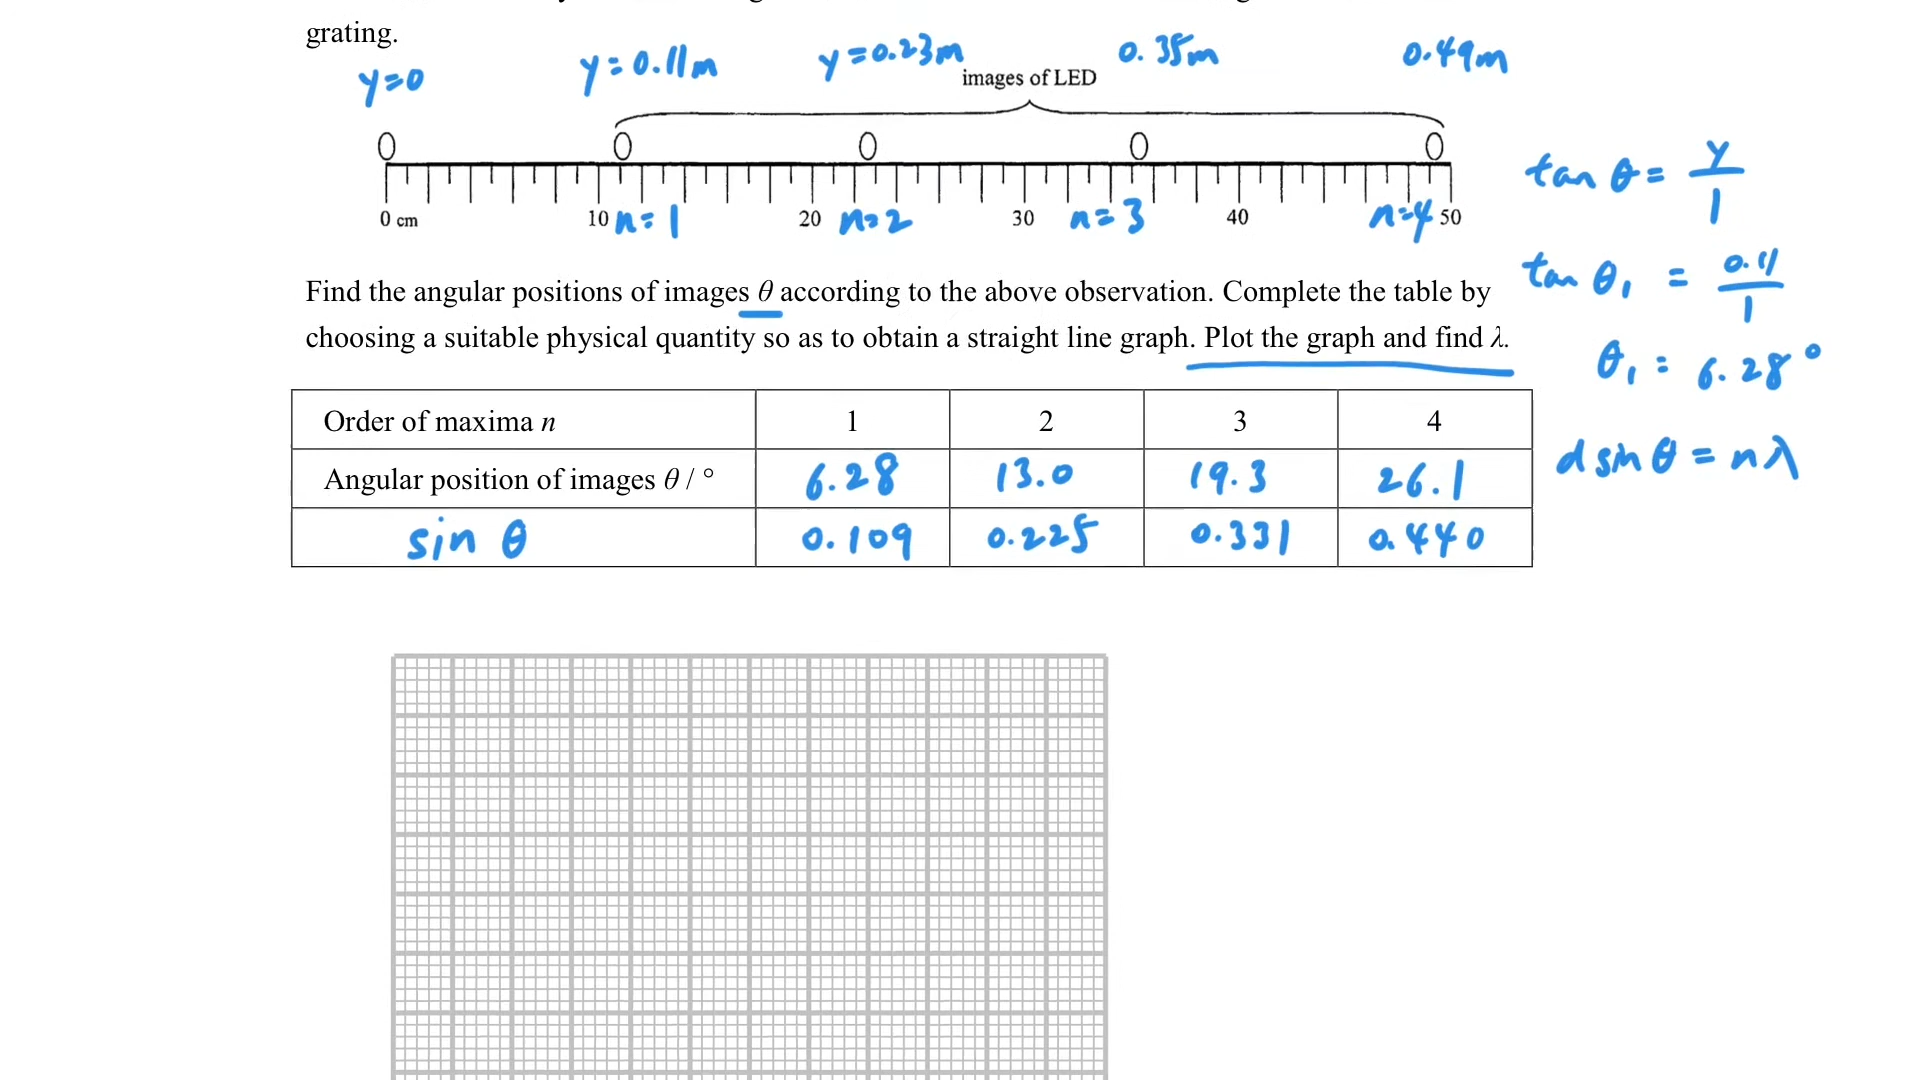 grating.
y=0 y=0.11m y=0.23m 0.35m 0.49m
images of LED
0 cm 10 n=1 20 n=2 30 n=3 40 n=4 50
tan θ = y/1
Find the angular positions of images θ according to the above observation. Complete the table by
choosing a suitable physical quantity so as to obtain a straight line graph. Plot the graph and find λ.
tan θ₁ = 0.11/1
θ₁ = 6.28°
Order of maxima n 1 2 3 4
Angular position of images θ / ° 6.28 13.0 19.3 26.1
d sin θ = nλ
sin θ 0.109 0.225 0.331 0.440